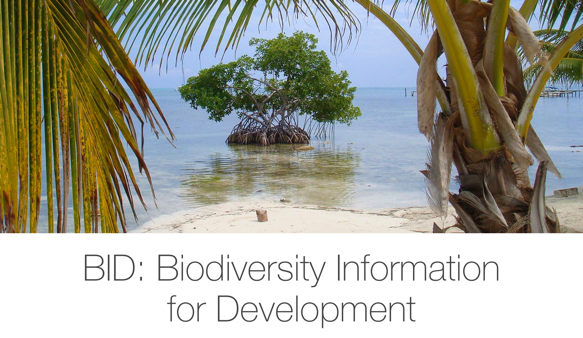 BID: Biodiversity Information
for Development